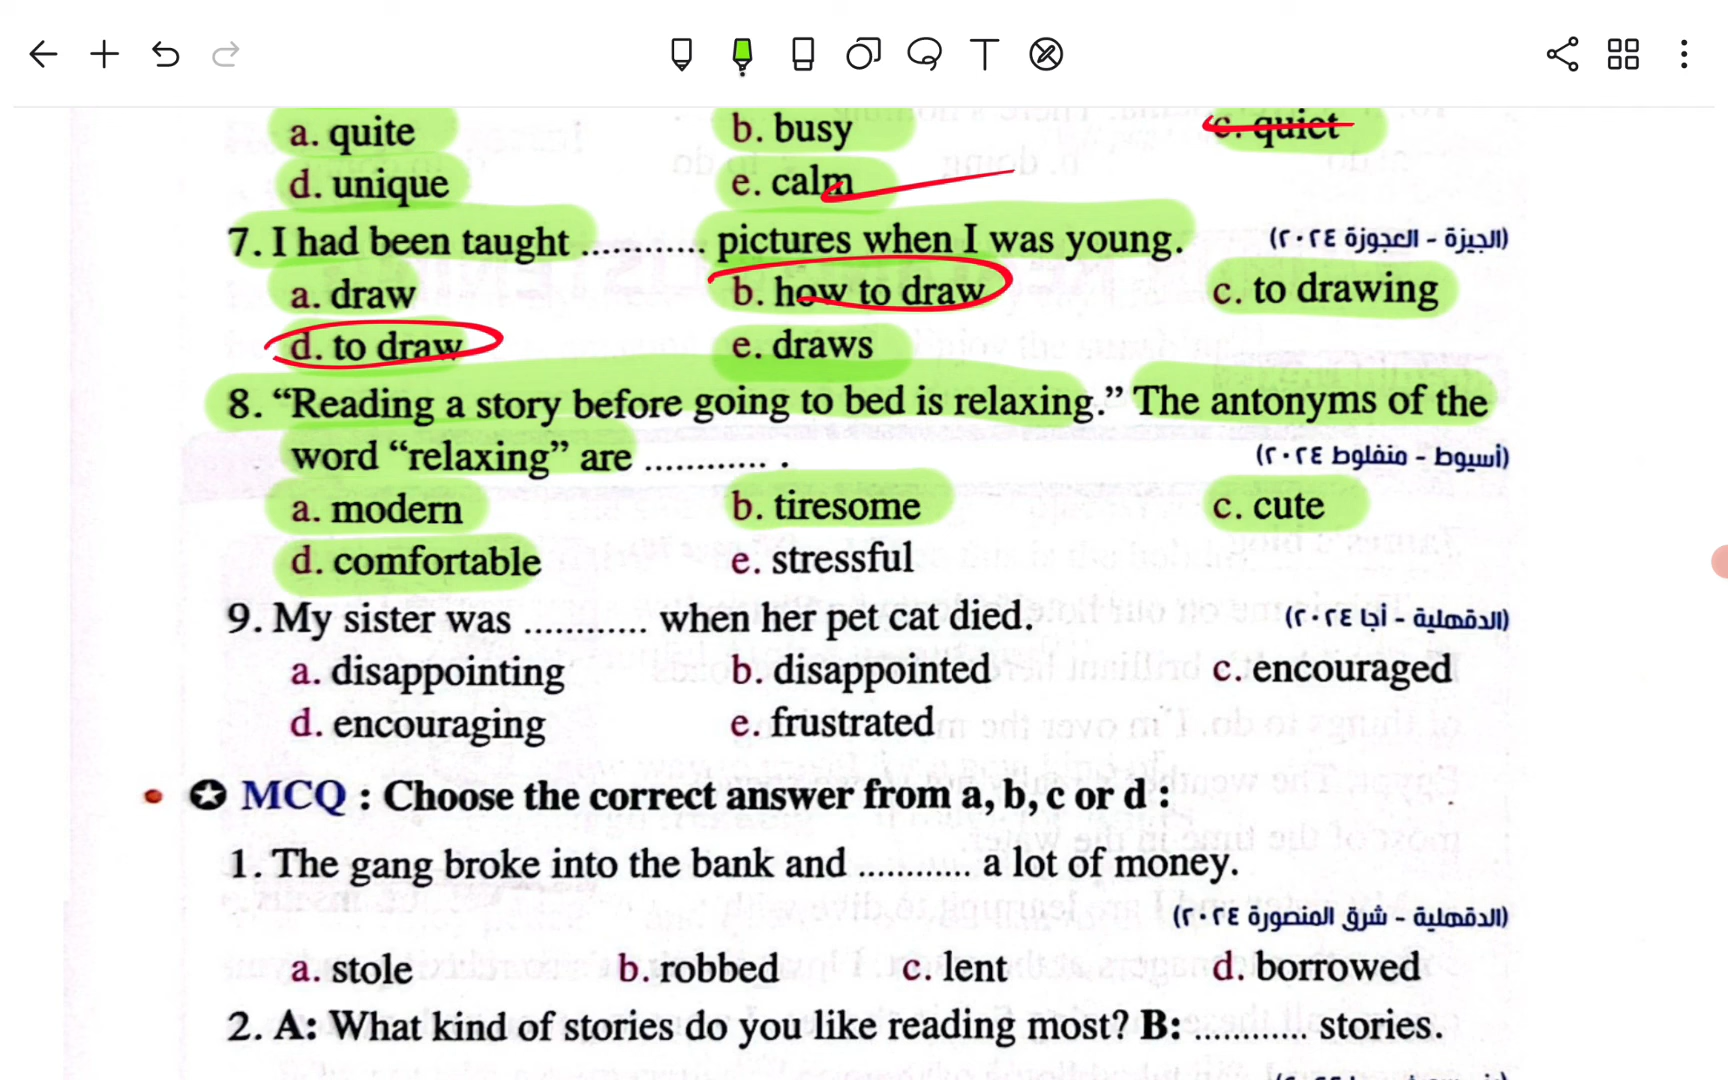 a. quite b. busy c. quiet
d. unique e. calm
7. I had been taught ............ pictures when I was young. (الجيزة - العجوزة ٢٠٢٤)
a. draw b. how to draw c. to drawing
d. to draw e. draws
8. “Reading a story before going to bed is relaxing.” The antonyms of the
word “relaxing” are ............ . (أسيوط - منفلوط ٢٠٢٤)
a. modern b. tiresome c. cute
d. comfortable e. stressful
9. My sister was ............ when her pet cat died. (الدقهلية - أجا ٢٠٢٤)
a. disappointing b. disappointed c. encouraged
d. encouraging e. frustrated
MCQ : Choose the correct answer from a, b, c or d :
1. The gang broke into the bank and ............ a lot of money.
(الدقهلية - شرق المنصورة ٢٠٢٤)
a. stole b. robbed c. lent d. borrowed
2. A: What kind of stories do you like reading most? B: ............ stories.